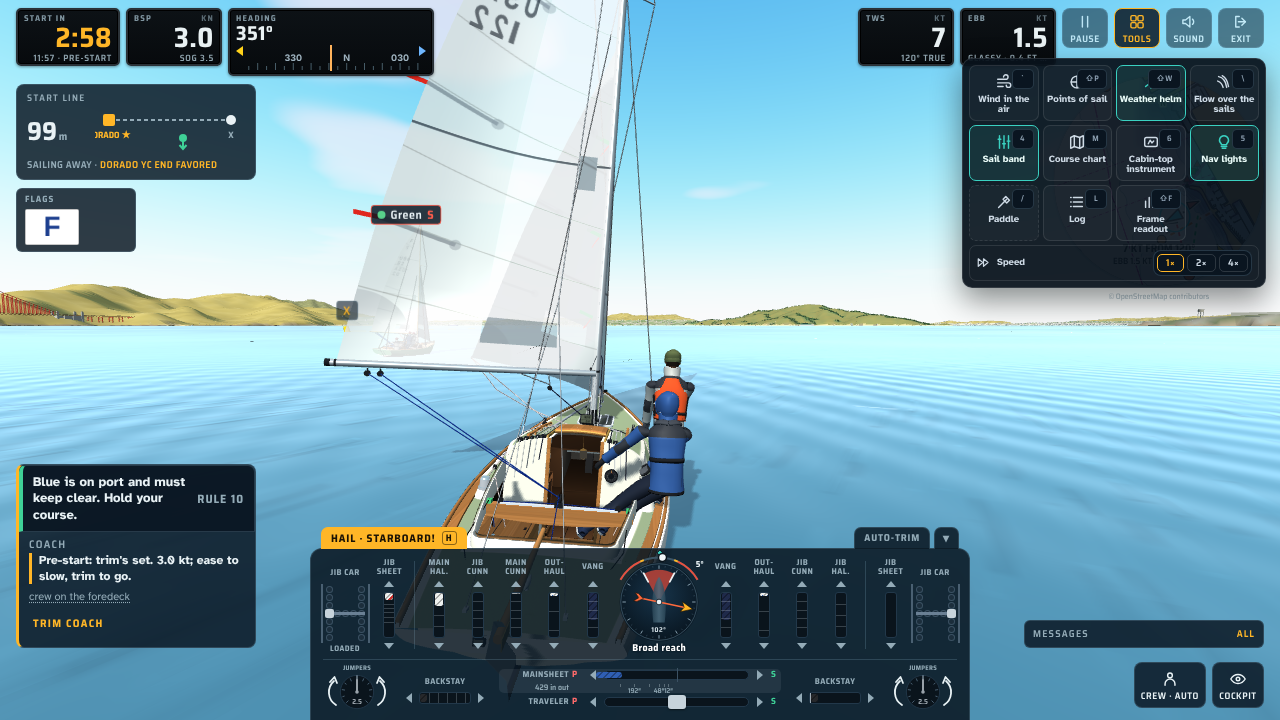 START IN
2:58
11:57 · PRE-START
BSP KN
3.0
SOG 3.5
HEADING
351°
330 N 030
TWS KT
7
120° TRUE
EBB KT
1.5
PAUSE
TOOLS
SOUND
EXIT
START LINE
99 m
X
SAILING AWAY · DORADO YC END FAVORED
FLAGS
F
122
Green S
X
Wind in the air
Points of sail ⇧P
Weather helm ⇧W
Flow over the sails \
Sail band 4
Course chart M
Cabin-top instrument 6
Nav lights 5
Paddle /
Log L
Frame readout ⇧F
Speed 1× 2× 4×
© OpenStreetMap contributors
Blue is on port and must keep clear. Hold your course.
RULE 10
COACH
Pre-start: trim's set. 3.0 kt; ease to slow, trim to go.
crew on the foredeck
TRIM COACH
HAIL · STARBOARD! H
AUTO-TRIM ▼
JIB CAR
LOADED
JIB SHEET
MAIN HAL.
JIB CUNN
MAIN CUNN
OUT-HAUL
VANG
5°
102°
Broad reach
VANG
OUT-HAUL
JIB CUNN
JIB HAL.
JIB SHEET
JIB CAR
JUMPERS
2.5
BACKSTAY
MAINSHEET P S
429 in out
192" 48"12"
TRAVELER P S
BACKSTAY
JUMPERS
2.5
MESSAGES ALL
CREW · AUTO
COCKPIT